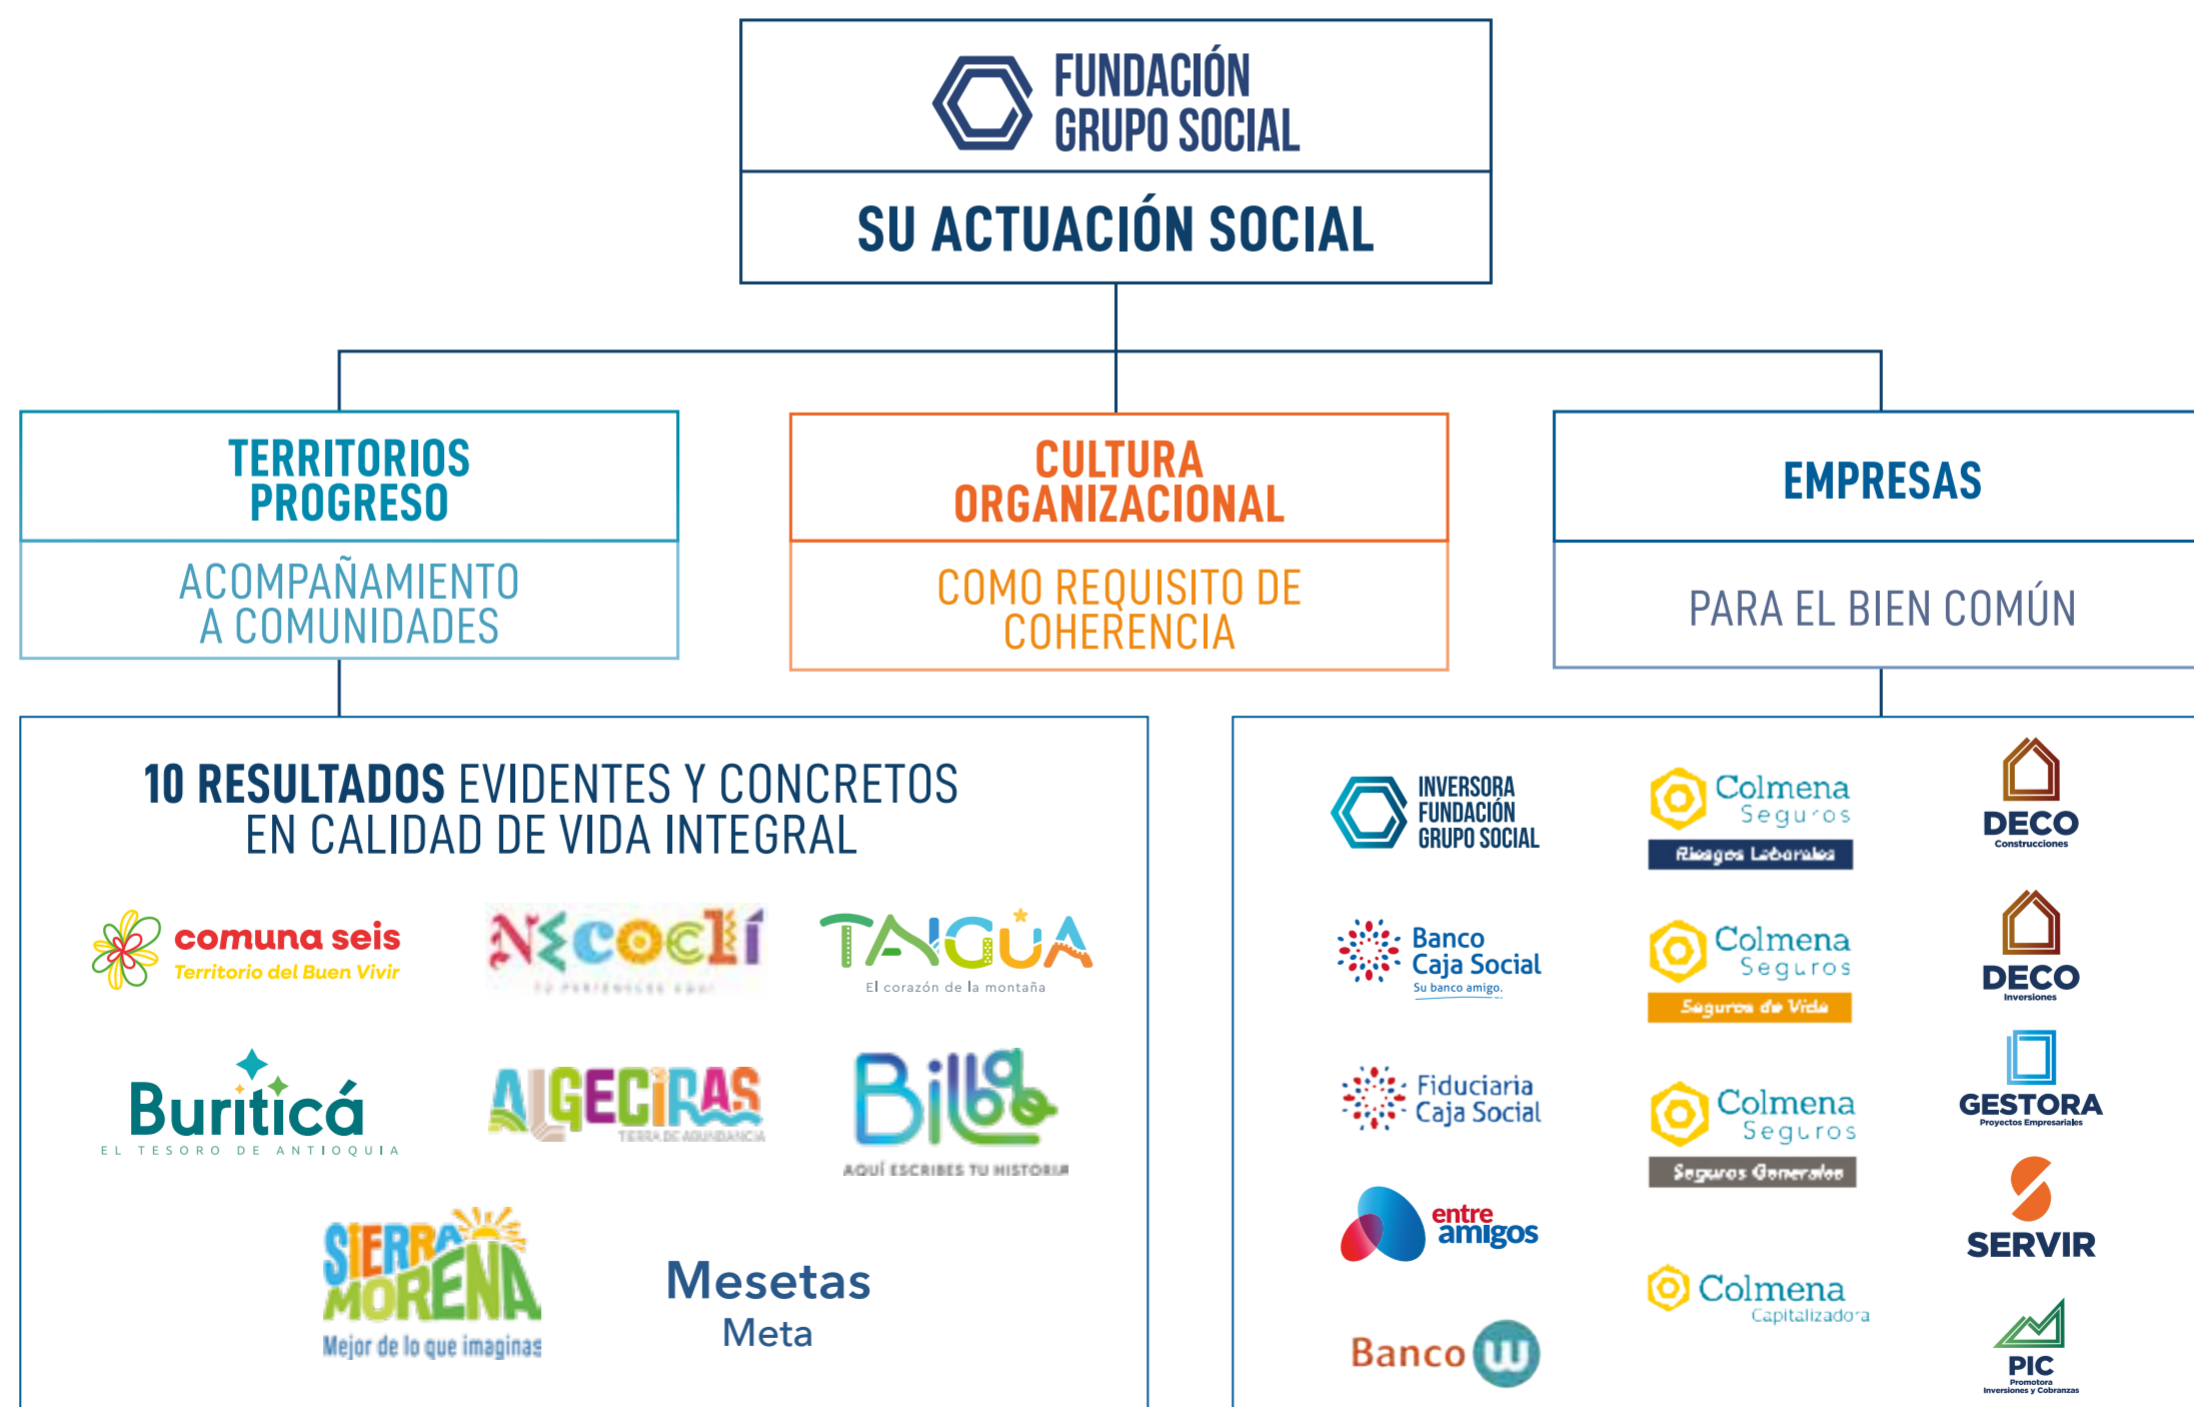 FUNDACIÓN
GRUPO SOCIAL
SU ACTUACIÓN SOCIAL
TERRITORIOS
PROGRESO
ACOMPAÑAMIENTO
A COMUNIDADES
CULTURA
ORGANIZACIONAL
COMO REQUISITO DE
COHERENCIA
EMPRESAS
PARA EL BIEN COMÚN
10 RESULTADOS EVIDENTES Y CONCRETOS
EN CALIDAD DE VIDA INTEGRAL
comuna seis
Territorio del Buen Vivir
Necoclí
TÚ PERTENECES AQUÍ
TAIGÜA
El corazón de la montaña
Buriticá
EL TESORO DE ANTIOQUIA
ALGECIRAS
TIERRA DE ABUNDANCIA
Bilbao
AQUÍ ESCRIBES TU HISTORIA
SIERRA
MORENA
Mejor de lo que imaginas
Mesetas
Meta
INVERSORA
FUNDACIÓN
GRUPO SOCIAL
Banco
Caja Social
Su banco amigo.
Fiduciaria
Caja Social
entre
amigos
Banco W
Colmena
Seguros
Riesgos Laborales
Colmena
Seguros
Seguros de Vida
Colmena
Seguros
Seguros Generales
Colmena
Capitalizadora
DECO
Construcciones
DECO
Inversiones
GESTORA
Proyectos Empresariales
SERVIR
PIC
Promotora
Inversiones y Cobranzas